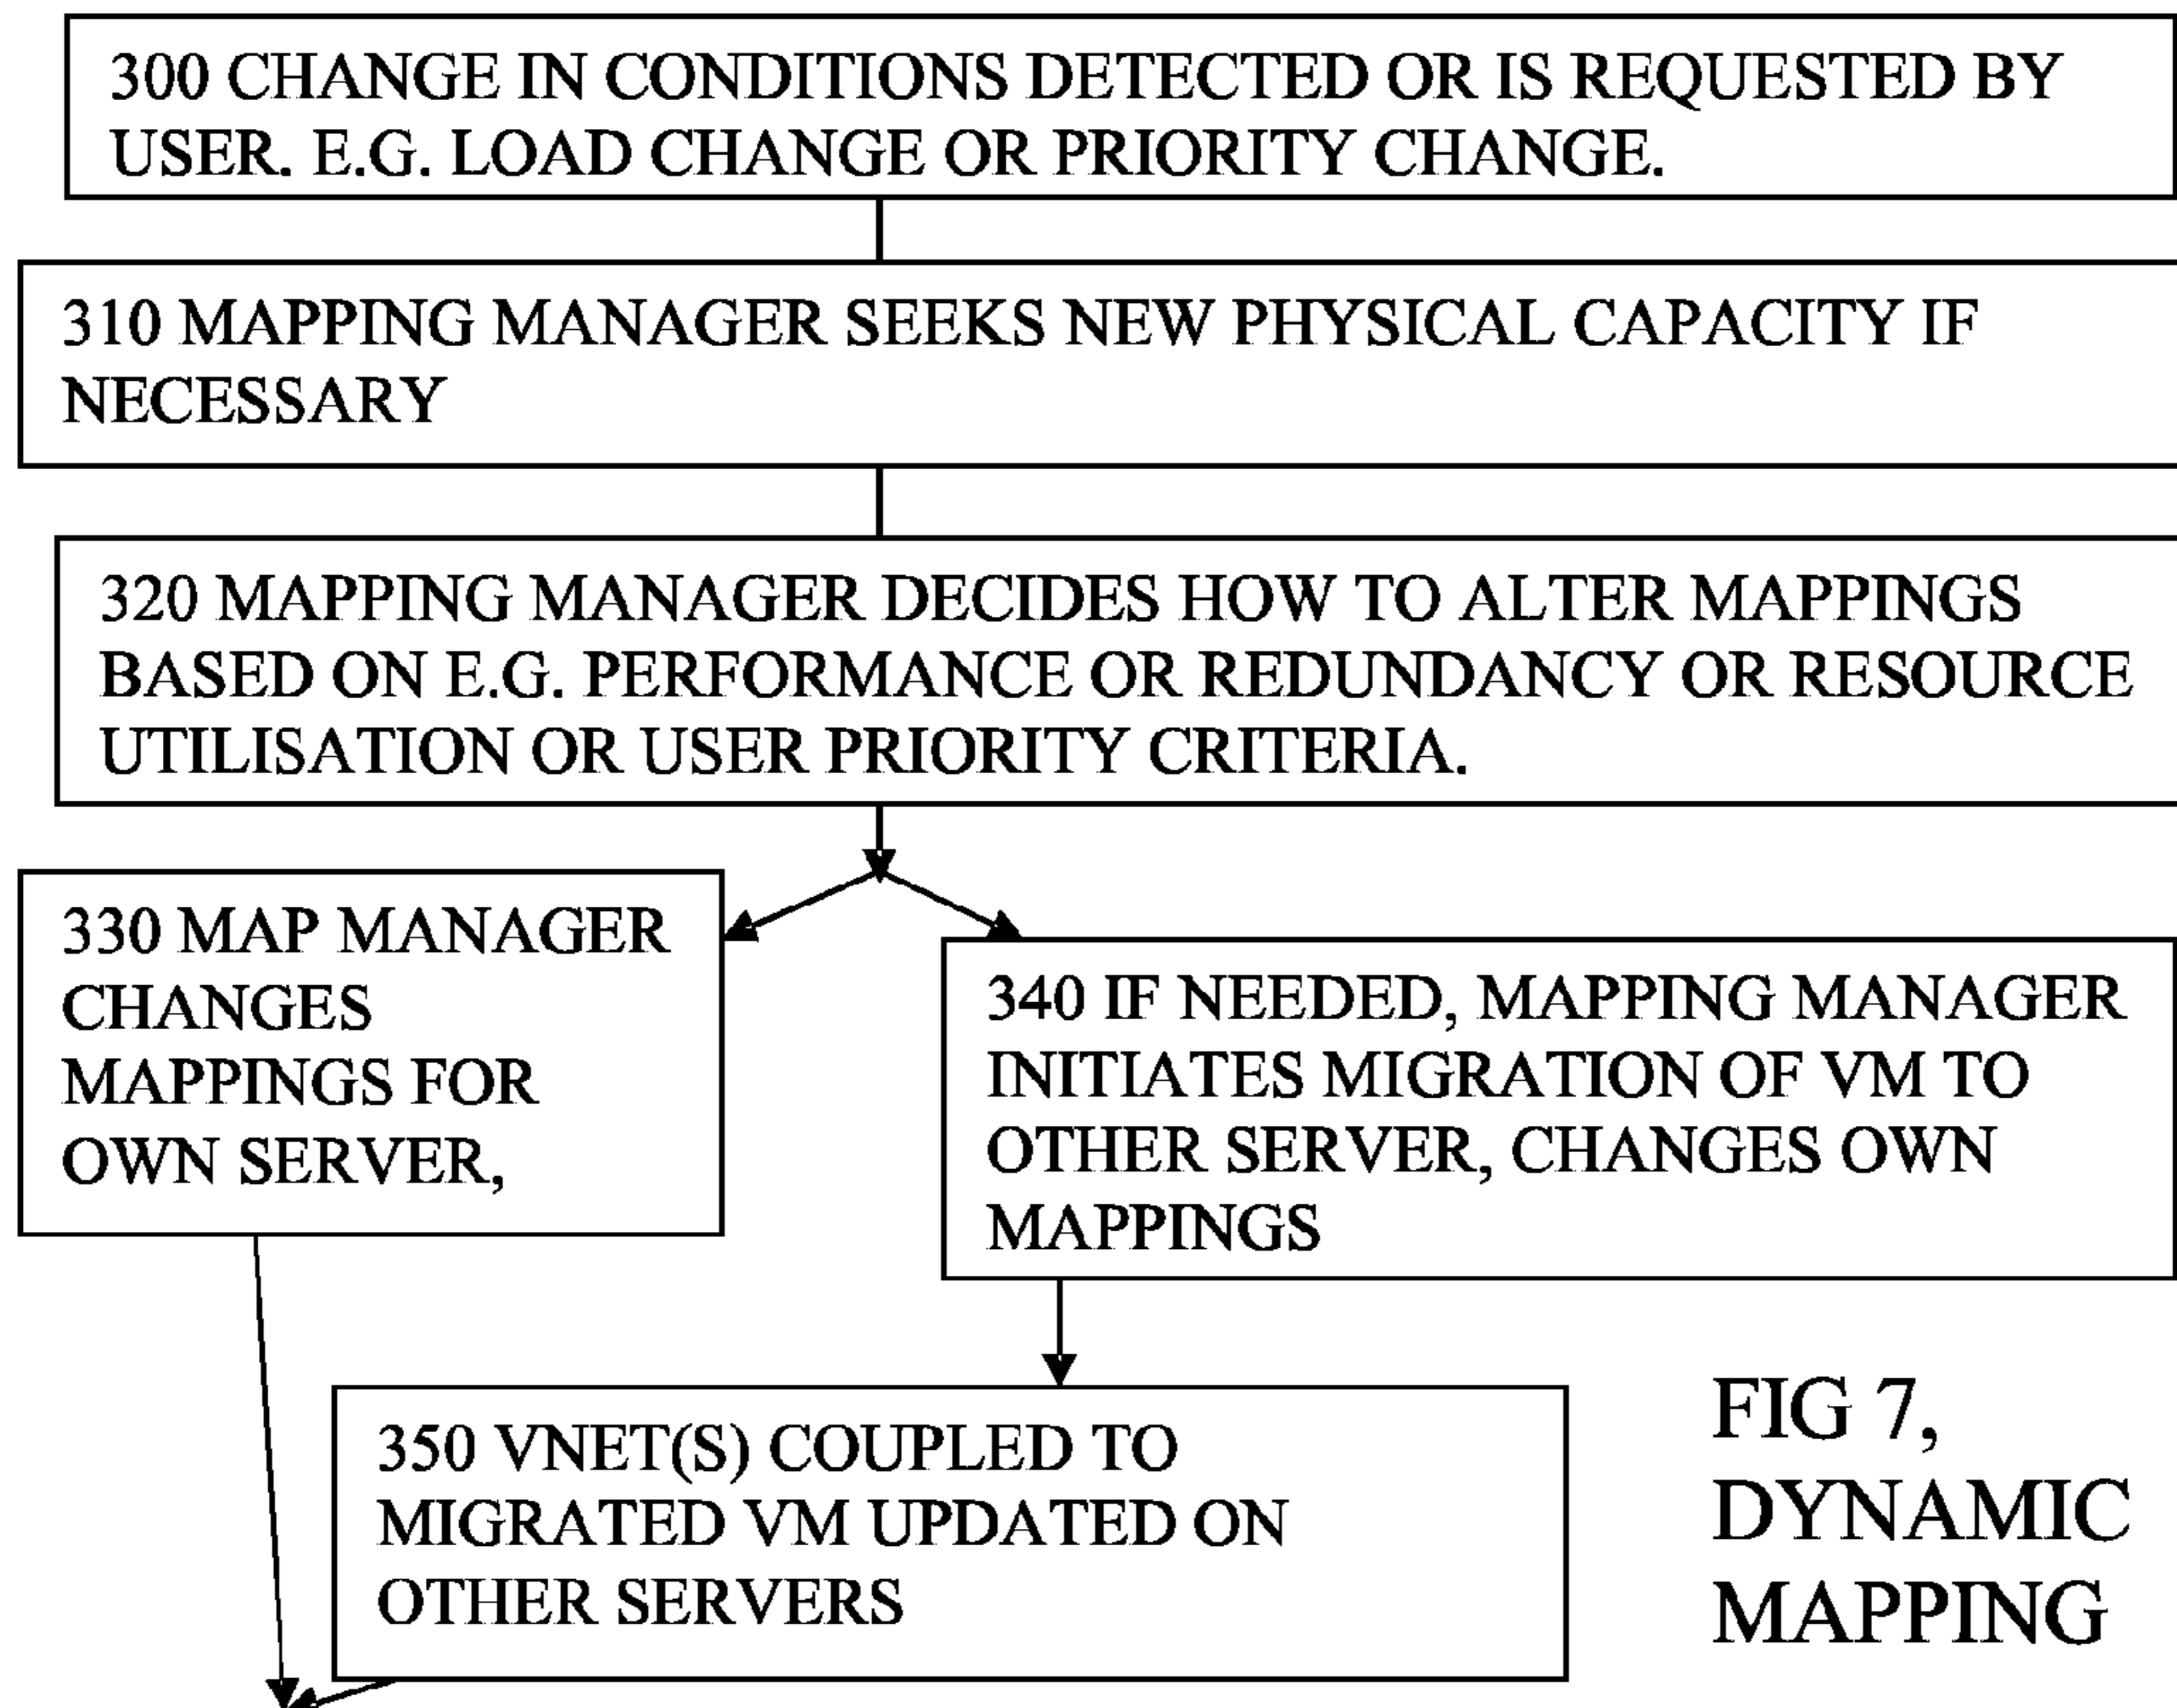 300 CHANGE IN CONDITIONS DETECTED OR IS REQUESTED BY
USER. E.G. LOAD CHANGE OR PRIORITY CHANGE.
310 MAPPING MANAGER SEEKS NEW PHYSICAL CAPACITY IF
NECESSARY
320 MAPPING MANAGER DECIDES HOW TO ALTER MAPPINGS
BASED ON E.G. PERFORMANCE OR REDUNDANCY OR RESOURCE
UTILISATION OR USER PRIORITY CRITERIA.
330 MAP MANAGER
CHANGES
MAPPINGS FOR
OWN SERVER,
340 IF NEEDED, MAPPING MANAGER
INITIATES MIGRATION OF VM TO
OTHER SERVER, CHANGES OWN
MAPPINGS
350 VNET(S) COUPLED TO
MIGRATED VM UPDATED ON
OTHER SERVERS
FIG 7,
DYNAMIC
MAPPING